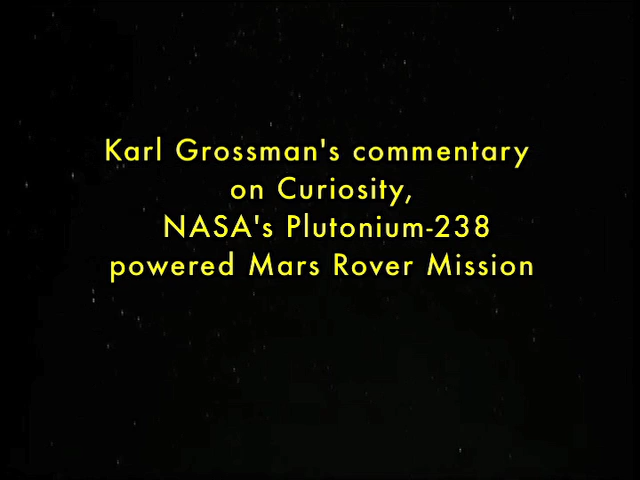 Karl Grossman's commentary
on Curiosity,
NASA's Plutonium-238
powered Mars Rover Mission